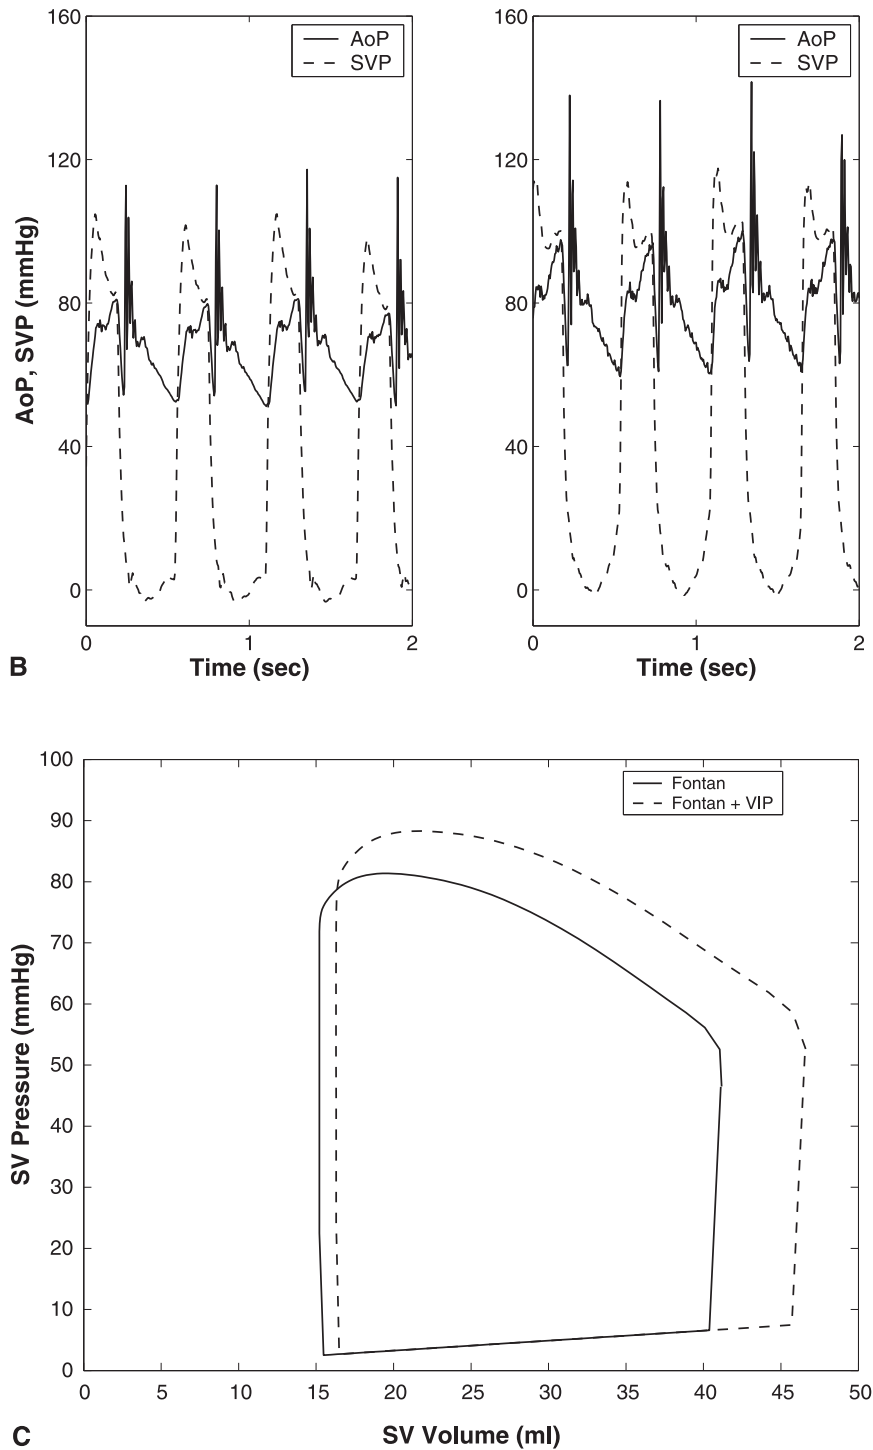 AoP, SVP (mmHg)
160
120
80
40
0
AoP
SVP
0 1 2
Time (sec)
160
120
80
40
0
AoP
SVP
0 1 2
Time (sec)
B
SV Pressure (mmHg)
100
90
80
70
60
50
40
30
20
10
0
Fontan
Fontan + VIP
0 5 10 15 20 25 30 35 40 45 50
SV Volume (ml)
C